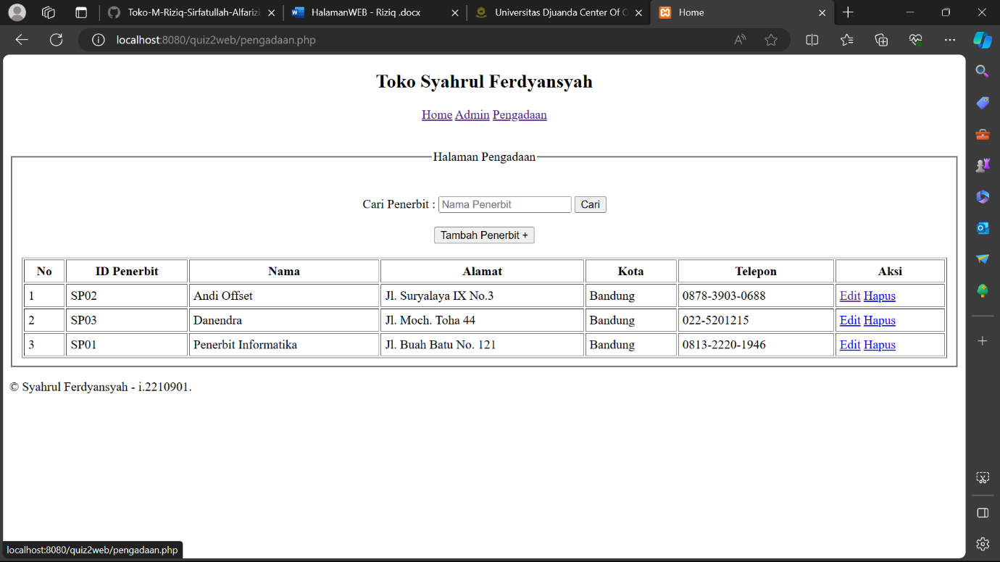 Toko-M-Riziq-Sirfatullah-Alfarizi
HalamanWEB - Riziq .docx
Universitas Djuanda Center Of
Home
localhost:8080/quiz2web/pengadaan.php
Toko Syahrul Ferdyansyah
Home Admin Pengadaan
Halaman Pengadaan
Cari Penerbit : Nama Penerbit Cari
Tambah Penerbit +
No ID Penerbit Nama Alamat Kota Telepon Aksi
1 SP02 Andi Offset Jl. Suryalaya IX No.3 Bandung 0878-3903-0688 Edit Hapus
2 SP03 Danendra Jl. Moch. Toha 44 Bandung 022-5201215 Edit Hapus
3 SP01 Penerbit Informatika Jl. Buah Batu No. 121 Bandung 0813-2220-1946 Edit Hapus
© Syahrul Ferdyansyah - i.2210901.
localhost:8080/quiz2web/pengadaan.php